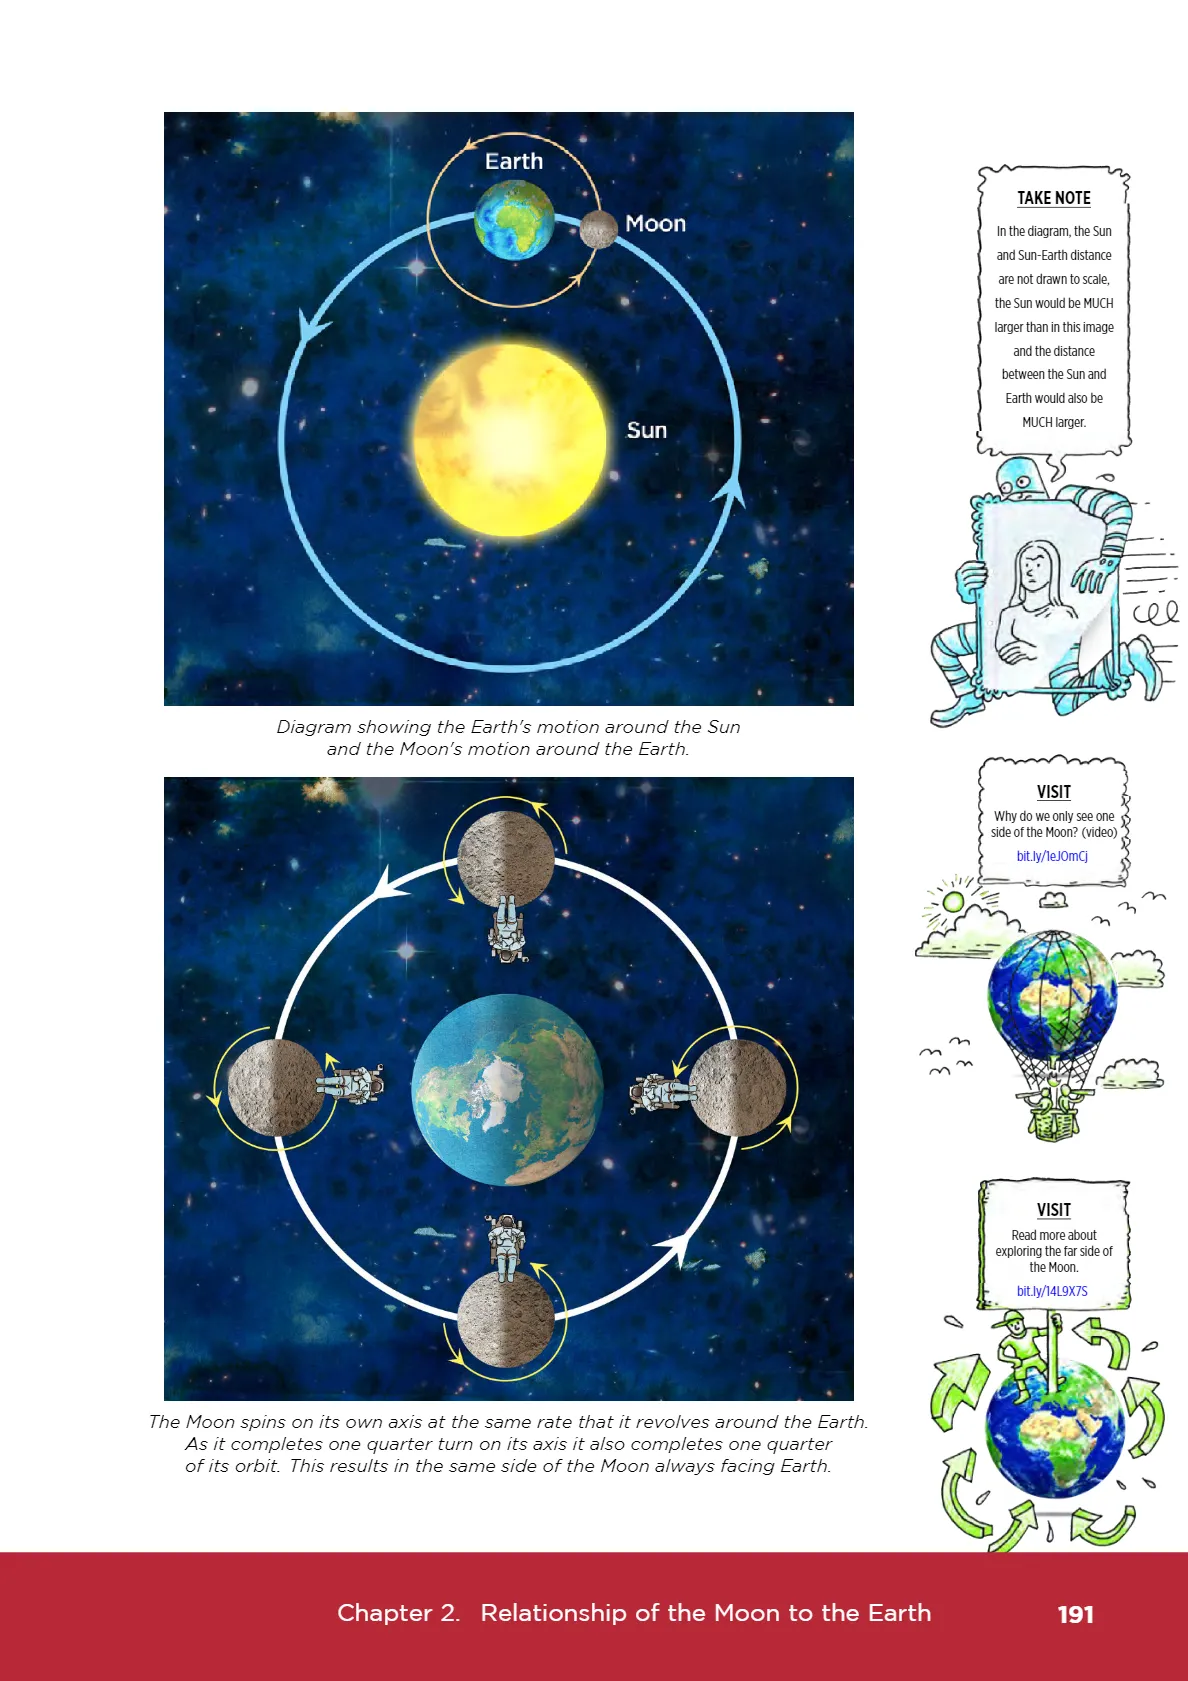 Earth
Moon
Sun
Diagram showing the Earth's motion around the Sun
and the Moon's motion around the Earth.
The Moon spins on its own axis at the same rate that it revolves around the Earth.
As it completes one quarter turn on its axis it also completes one quarter
of its orbit. This results in the same side of the Moon always facing Earth.
TAKE NOTE
In the diagram, the Sun
and Sun-Earth distance
are not drawn to scale,
the Sun would be MUCH
larger than in this image
and the distance
between the Sun and
Earth would also be
MUCH larger.
VISIT
Why do we only see one
side of the Moon? (video)
bit.ly/1eJOmCj
VISIT
Read more about
exploring the far side of
the Moon.
bit.ly/14L9X7S
Chapter 2. Relationship of the Moon to the Earth
191